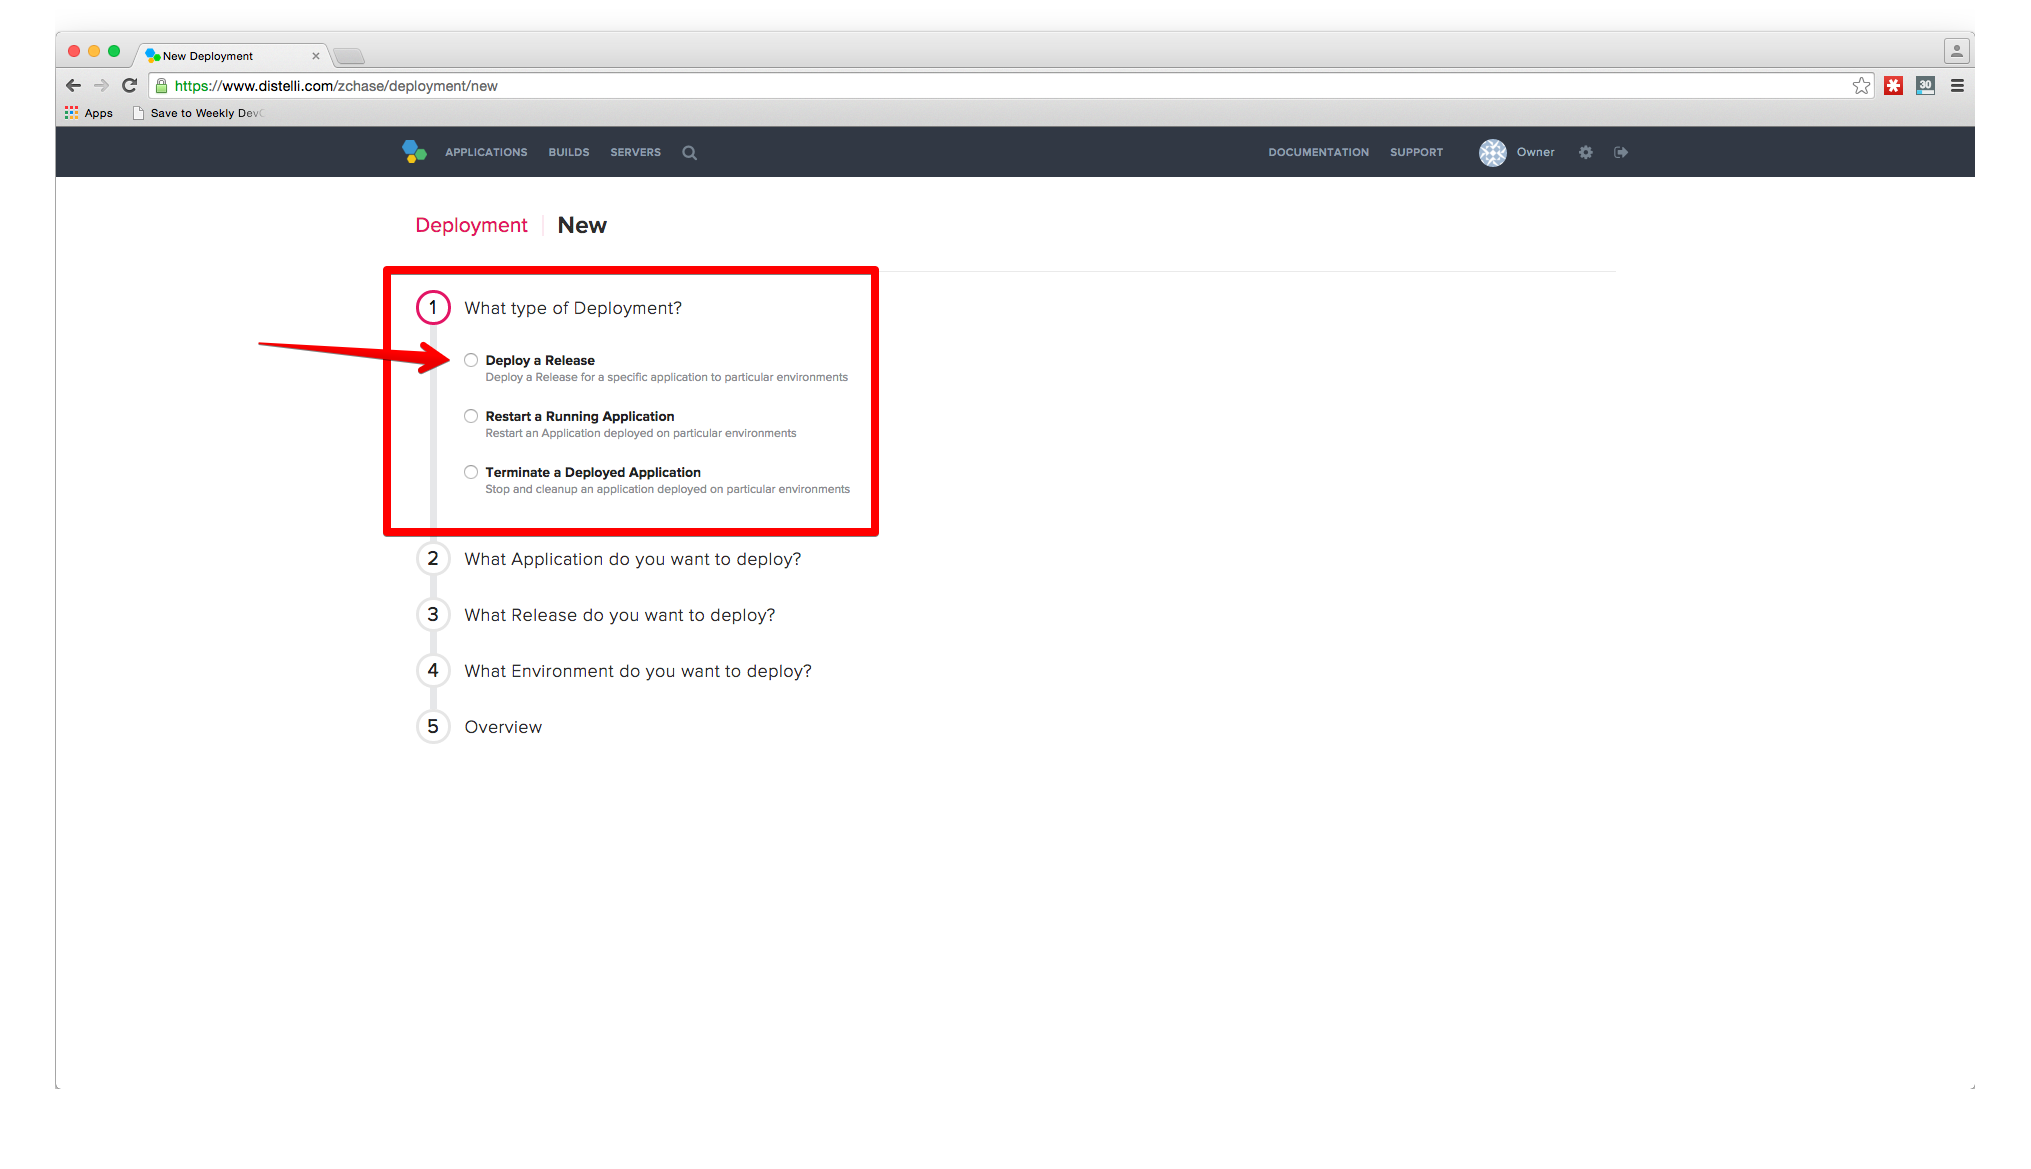 New Deployment
https://www.distelli.com/zchase/deployment/new
30
Apps Save to Weekly Dev
APPLICATIONS BUILDS SERVERS DOCUMENTATION SUPPORT Owner
Deployment New
1 What type of Deployment?
Deploy a Release
Deploy a Release for a specific application to particular environments
Restart a Running Application
Restart an Application deployed on particular environments
Terminate a Deployed Application
Stop and cleanup an application deployed on particular environments
2 What Application do you want to deploy?
3 What Release do you want to deploy?
4 What Environment do you want to deploy?
5 Overview